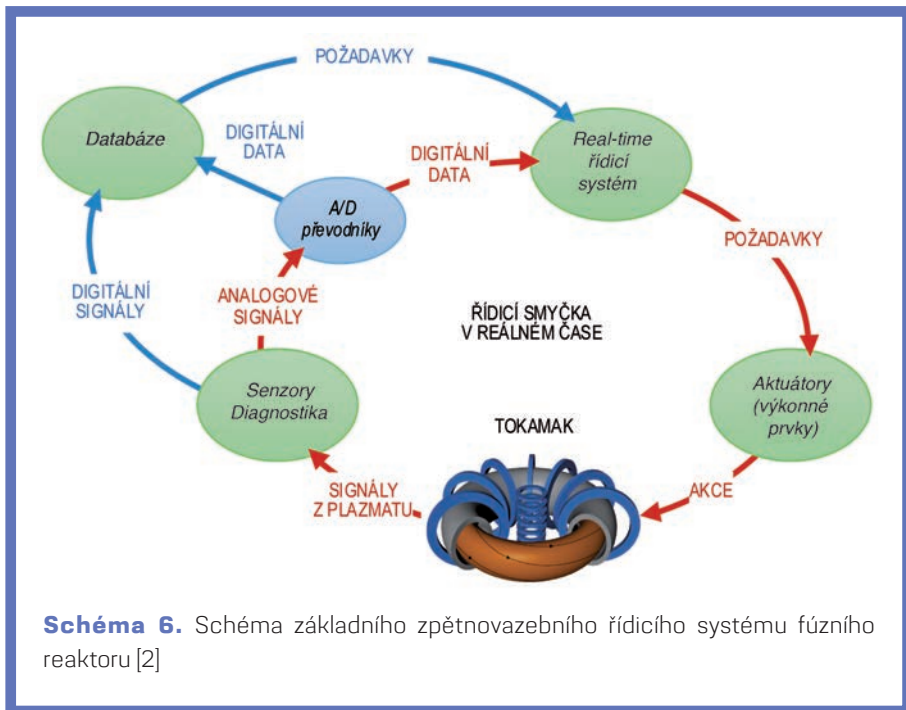 POŽADAVKY
Databáze
DIGITÁLNÍ
DATA
DIGITÁLNÍ
DATA
Real-time
řídicí
systém
A/D
převodníky
POŽADAVKY
DIGITÁLNÍ
SIGNÁLY
ANALOGOVÉ
SIGNÁLY
ŘÍDICÍ SMYČKA
V REÁLNÉM ČASE
Senzory
Diagnostika
Aktuátory
(výkonné
prvky)
TOKAMAK
SIGNÁLY
Z PLAZMATU
AKCE
Schéma 6. Schéma základního zpětnovazebního řídicího systému fúzního
reaktoru [2]